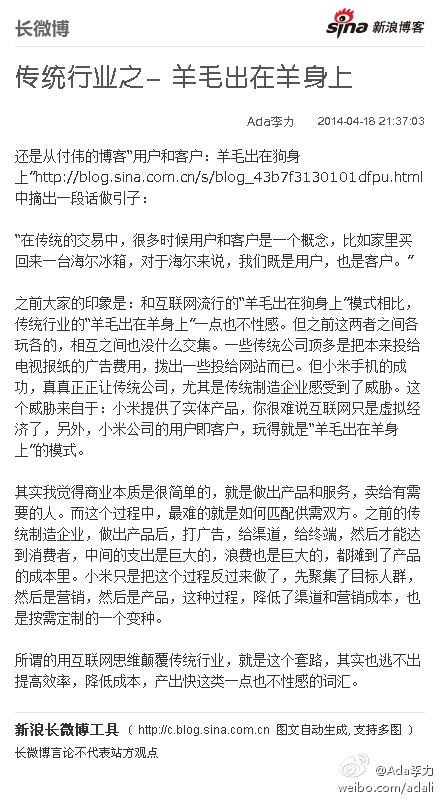 长微博
sina 新浪博客
传统行业之- 羊毛出在羊身上
Ada李力 2014-04-18 21:37:03
还是从付伟的博客“用户和客户：羊毛出在狗身
上”http://blog.sina.com.cn/s/blog_43b7f3130101dfpu.html
中摘出一段话做引子：
“在传统的交易中，很多时候用户和客户是一个概念，比如家里买
回来一台海尔冰箱，对于海尔来说，我们既是用户，也是客户。”
之前大家的印象是：和互联网流行的“羊毛出在狗身上”模式相比，
传统行业的“羊毛出在羊身上”一点也不性感。但之前这两者之间各
玩各的，相互之间也没什么交集。一些传统公司顶多是把本来投给
电视报纸的广告费用，拨出一些投给网站而已。但小米手机的成
功，真真正正让传统公司，尤其是传统制造企业感受到了威胁。这
个威胁来自于：小米提供了实体产品，你很难说互联网只是虚拟经
济了，另外，小米公司的用户即客户，玩得就是“羊毛出在羊身
上”的模式。
其实我觉得商业本质是很简单的，就是做出产品和服务，卖给有需
要的人。而这个过程中，最难的就是如何匹配供需双方。之前的传
统制造企业，做出产品后，打广告，给渠道，给终端，然后才能达
到消费者，中间的支出是巨大的，浪费也是巨大的，都摊到了产品
的成本里。小米只是把这个过程反过来做了，先聚集了目标人群，
然后是营销，然后是产品，这种过程，降低了渠道和营销成本，也
是按需定制的一个变种。
所谓的用互联网思维颠覆传统行业，就是这个套路，其实也逃不出
提高效率，降低成本，产出快这类一点也不性感的词汇。
新浪长微博工具（ http://c.blog.sina.com.cn 图文自动生成, 支持多图 ）
长微博言论不代表站方观点
@Ada李力
weibo.com/adali